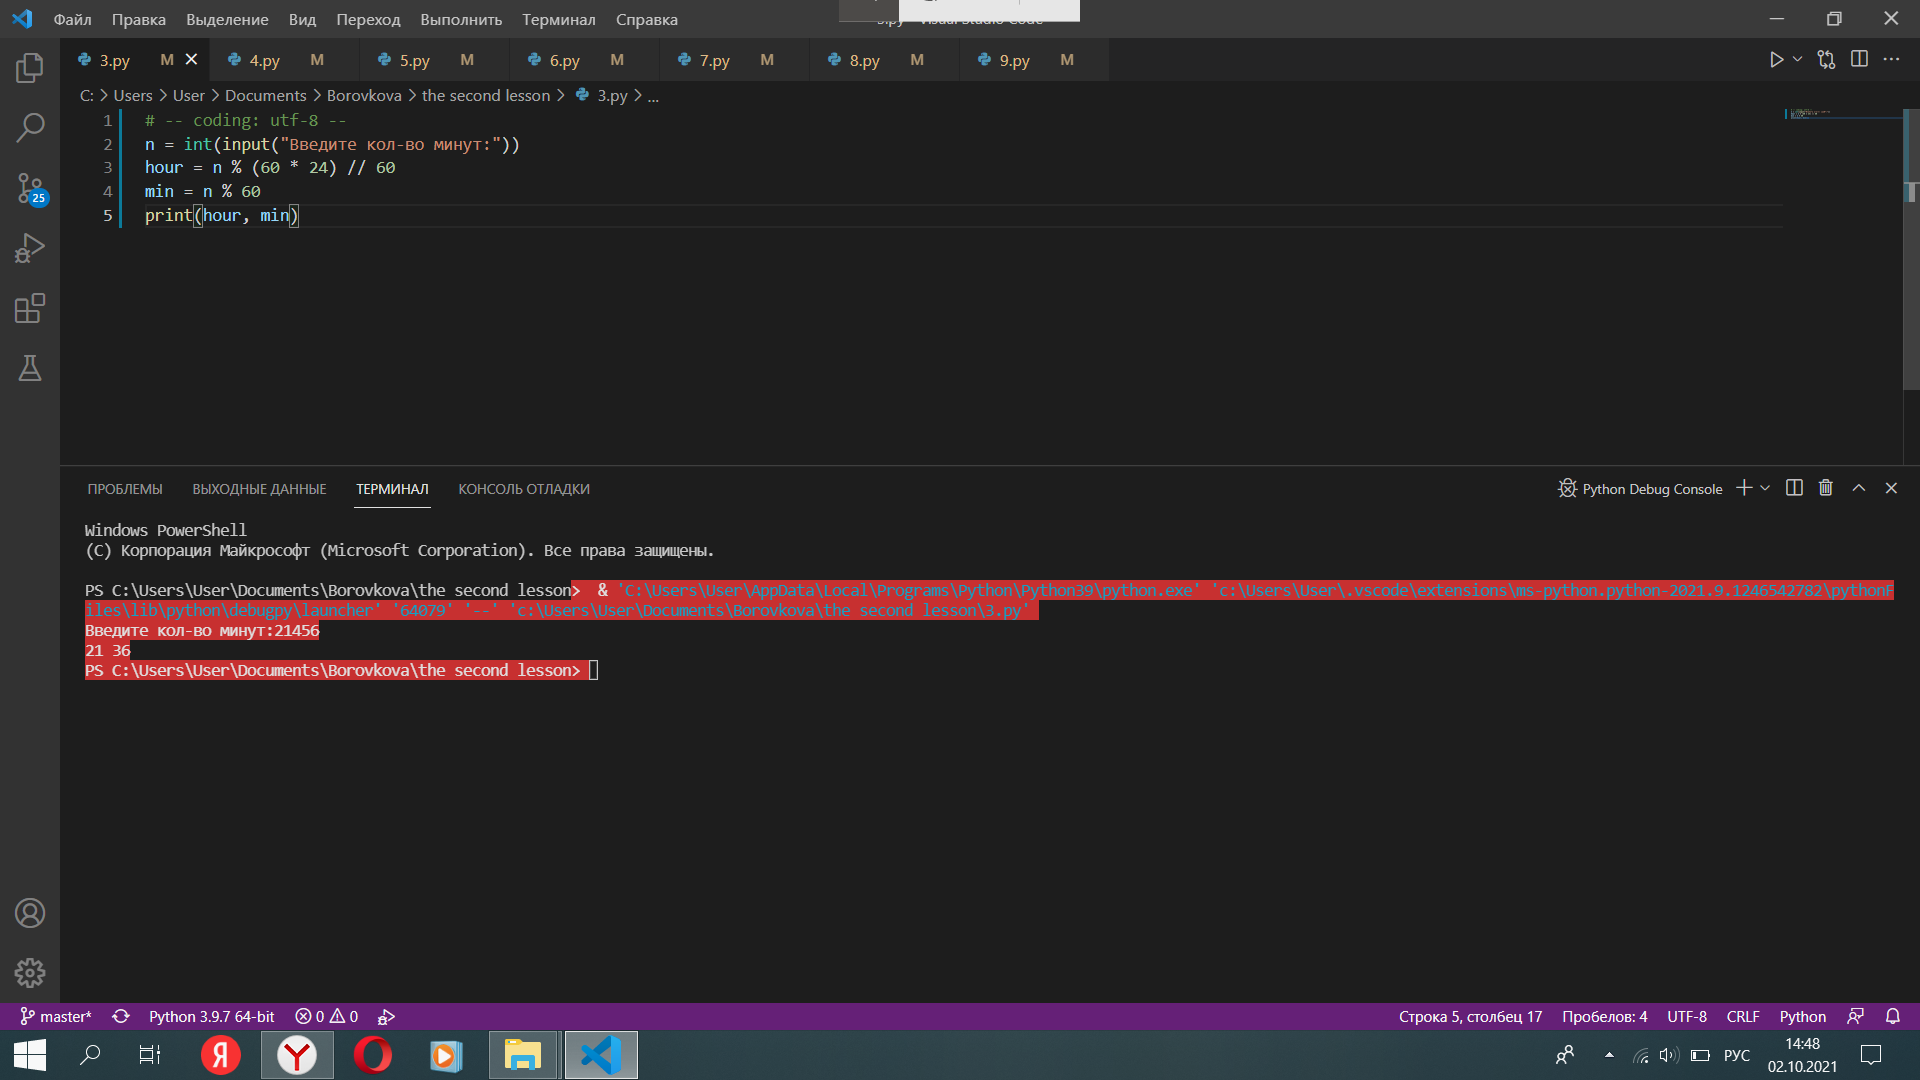 Файл Правка Выделение Вид Переход Выполнить Терминал Справка
3.py M 4.py M 5.py M 6.py M 7.py M 8.py M 9.py M
C: > Users > User > Documents > Borovkova > the second lesson > 3.py > ...
1 # -- coding: utf-8 --
2 n = int(input("Введите кол-во минут:"))
3 hour = n % (60 * 24) // 60
4 min = n % 60
5 print(hour, min)
25
ПРОБЛЕМЫ ВЫХОДНЫЕ ДАННЫЕ ТЕРМИНАЛ КОНСОЛЬ ОТЛАДКИ Python Debug Console
Windows PowerShell
(C) Корпорация Майкрософт (Microsoft Corporation). Все права защищены.
PS C:\Users\User\Documents\Borovkova\the second lesson>  & 'C:\Users\User\AppData\Local\Programs\Python\Python39\python.exe' 'c:\Users\User\.vscode\extensions\ms-python.python-2021.9.1246542782\pythonF
iles\lib\python\debugpy\launcher' '64079' '--' 'c:\Users\User\Documents\Borovkova\the second lesson\3.py'
Введите кол-во минут:21456
21 36
PS C:\Users\User\Documents\Borovkova\the second lesson>
master* Python 3.9.7 64-bit 0 0 Строка 5, столбец 17 Пробелов: 4 UTF-8 CRLF Python
РУС 14:48
02.10.2021